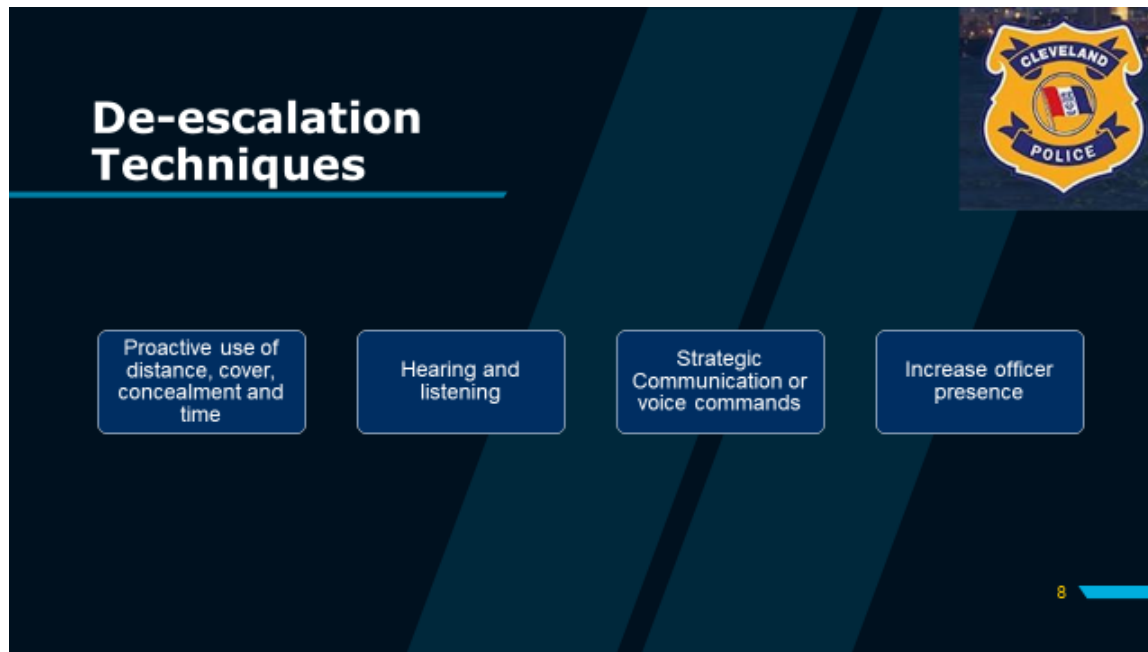 De-escalation
Techniques
CLEVELAND
POLICE
Proactive use of
distance, cover,
concealment and
time
Hearing and
listening
Strategic
Communication or
voice commands
Increase officer
presence
8